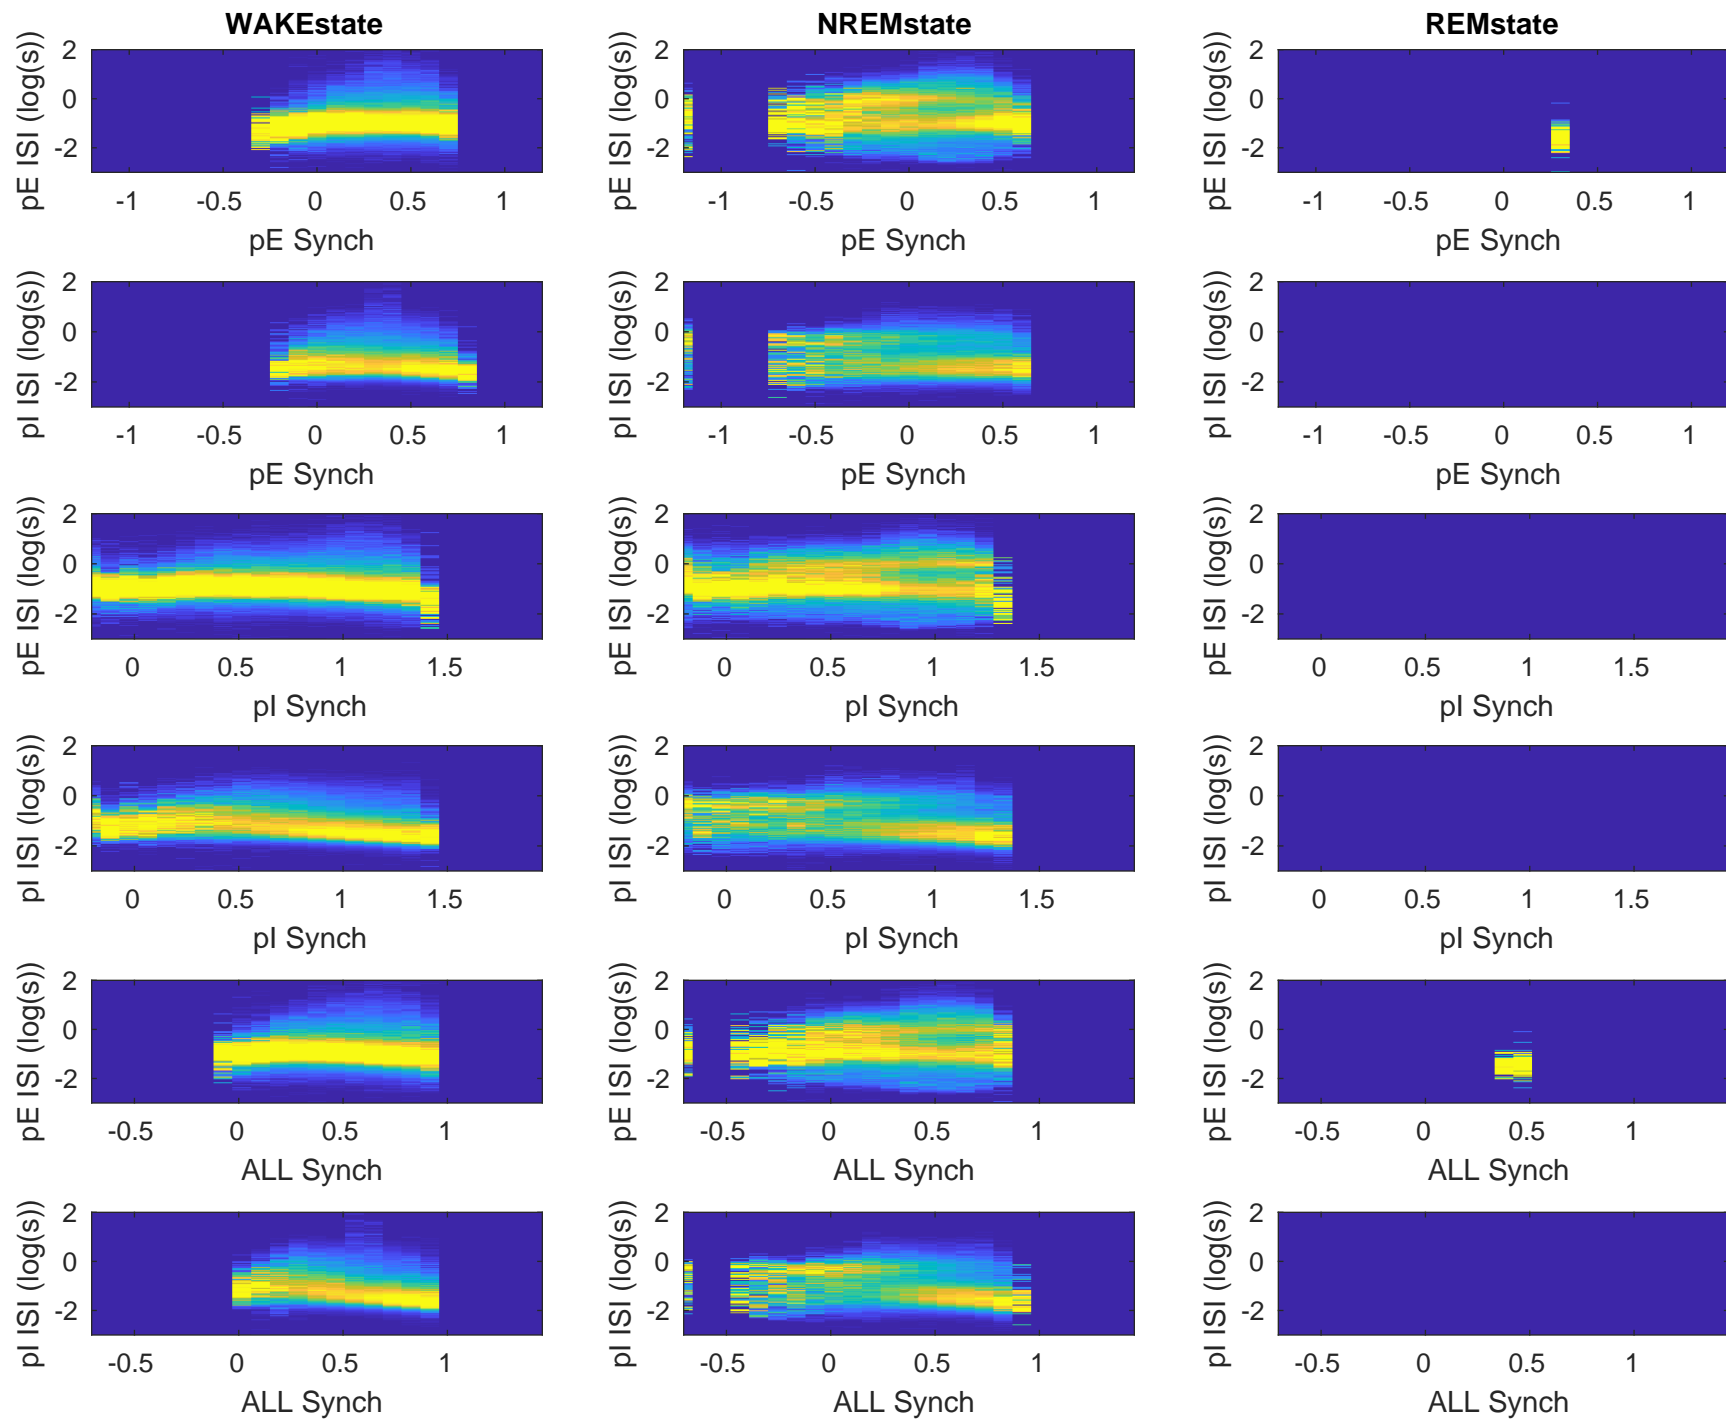 WAKEstate NREMstate REMstate
pE ISI (log(s)) 2 0 -2 pE ISI (log(s)) 2 0 -2 pE ISI (log(s)) 2 0 -2
-1 -0.5 0 0.5 1 -1 -0.5 0 0.5 1 -1 -0.5 0 0.5 1
pE Synch pE Synch pE Synch
pI ISI (log(s)) 2 0 -2 pI ISI (log(s)) 2 0 -2 pI ISI (log(s)) 2 0 -2
-1 -0.5 0 0.5 1 -1 -0.5 0 0.5 1 -1 -0.5 0 0.5 1
pE Synch pE Synch pE Synch
pE ISI (log(s)) 2 0 -2 pE ISI (log(s)) 2 0 -2 pE ISI (log(s)) 2 0 -2
0 0.5 1 1.5 0 0.5 1 1.5 0 0.5 1 1.5
pI Synch pI Synch pI Synch
pI ISI (log(s)) 2 0 -2 pI ISI (log(s)) 2 0 -2 pI ISI (log(s)) 2 0 -2
0 0.5 1 1.5 0 0.5 1 1.5 0 0.5 1 1.5
pI Synch pI Synch pI Synch
pE ISI (log(s)) 2 0 -2 pE ISI (log(s)) 2 0 -2 pE ISI (log(s)) 2 0 -2
-0.5 0 0.5 1 -0.5 0 0.5 1 -0.5 0 0.5 1
ALL Synch ALL Synch ALL Synch
pI ISI (log(s)) 2 0 -2 pI ISI (log(s)) 2 0 -2 pI ISI (log(s)) 2 0 -2
-0.5 0 0.5 1 -0.5 0 0.5 1 -0.5 0 0.5 1
ALL Synch ALL Synch ALL Synch